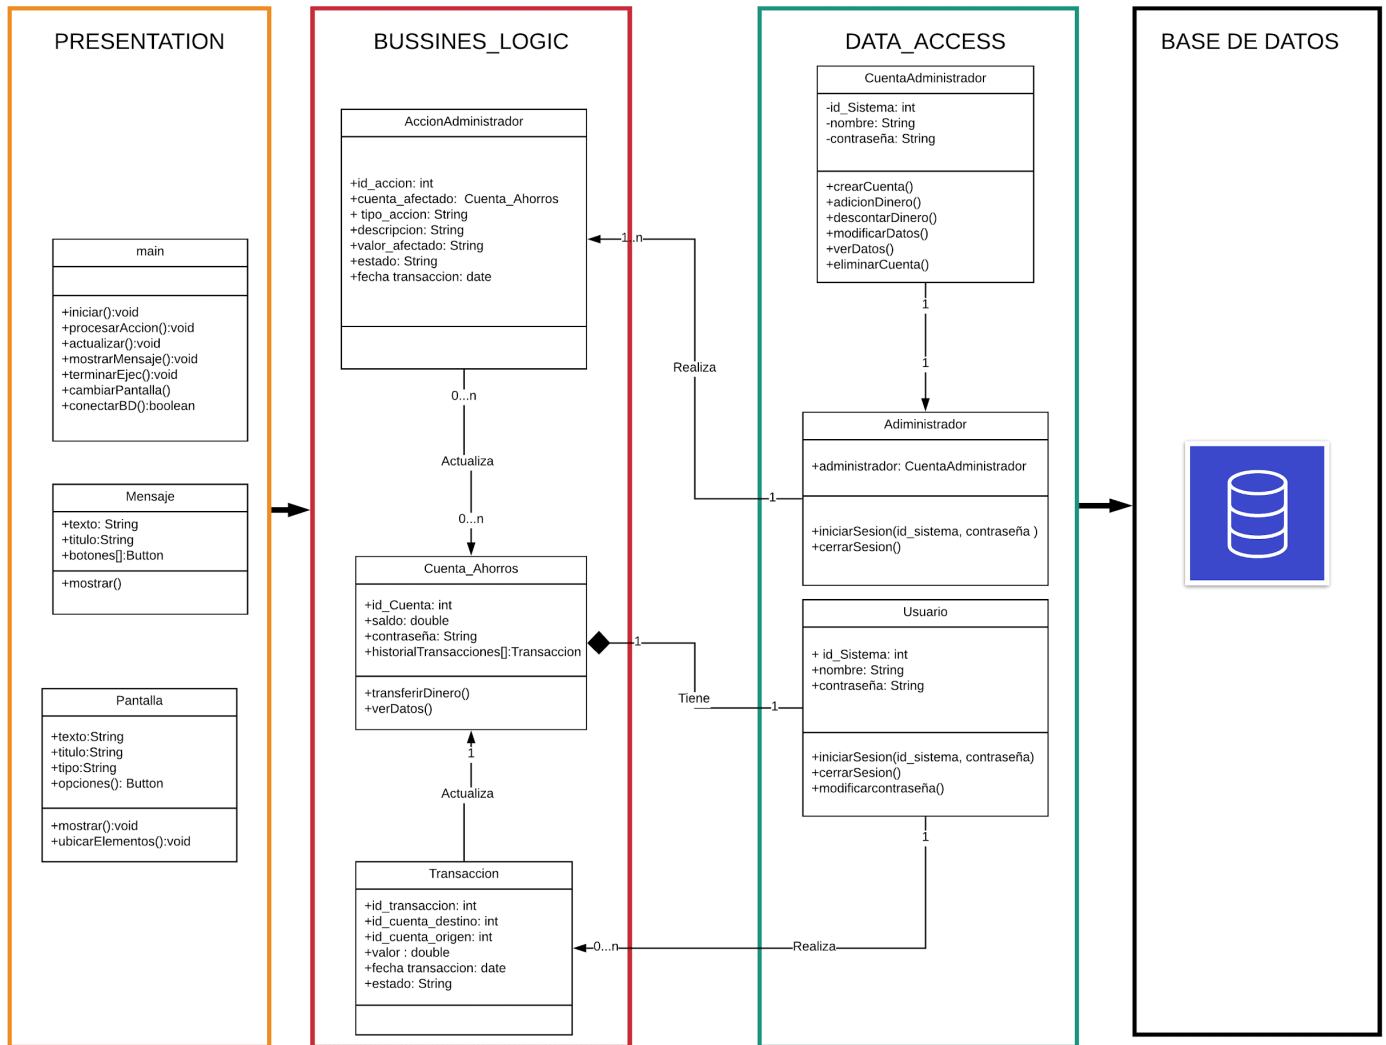 PRESENTATION
main
+iniciar():void
+procesarAccion():void
+actualizar():void
+mostrarMensaje():void
+terminarEjec():void
+cambiarPantalla()
+conectarBD():boolean
Mensaje
+texto: String
+titulo:String
+botones[]:Button
+mostrar()
Pantalla
+texto:String
+titulo:String
+tipo:String
+opciones(): Button
+mostrar():void
+ubicarElementos():void
BUSSINES_LOGIC
AccionAdministrador
+id_accion: int
+cuenta_afectado:  Cuenta_Ahorros
+ tipo_accion: String
+descripcion: String
+valor_afectado: String
+estado: String
+fecha transaccion: date
0...n
Actualiza
0...n
Cuenta_Ahorros
+id_Cuenta: int
+saldo: double
+contraseña: String
+historialTransacciones[]:Transaccion
+transferirDinero()
+verDatos()
1
Actualiza
Transaccion
+id_transaccion: int
+id_cuenta_destino: int
+id_cuenta_origen: int
+valor : double
+fecha transaccion: date
+estado: String
1..n
Realiza
1
1
Tiene
1
0...n
Realiza
DATA_ACCESS
CuentaAdministrador
-id_Sistema: int
-nombre: String
-contraseña: String
+crearCuenta()
+adicionDinero()
+descontarDinero()
+modificarDatos()
+verDatos()
+eliminarCuenta()
1
1
Adiministrador
+administrador: CuentaAdministrador
+iniciarSesion(id_sistema, contraseña )
+cerrarSesion()
Usuario
+ id_Sistema: int
+nombre: String
+contraseña: String
+iniciarSesion(id_sistema, contraseña)
+cerrarSesion()
+modificarcontraseña()
1
BASE DE DATOS